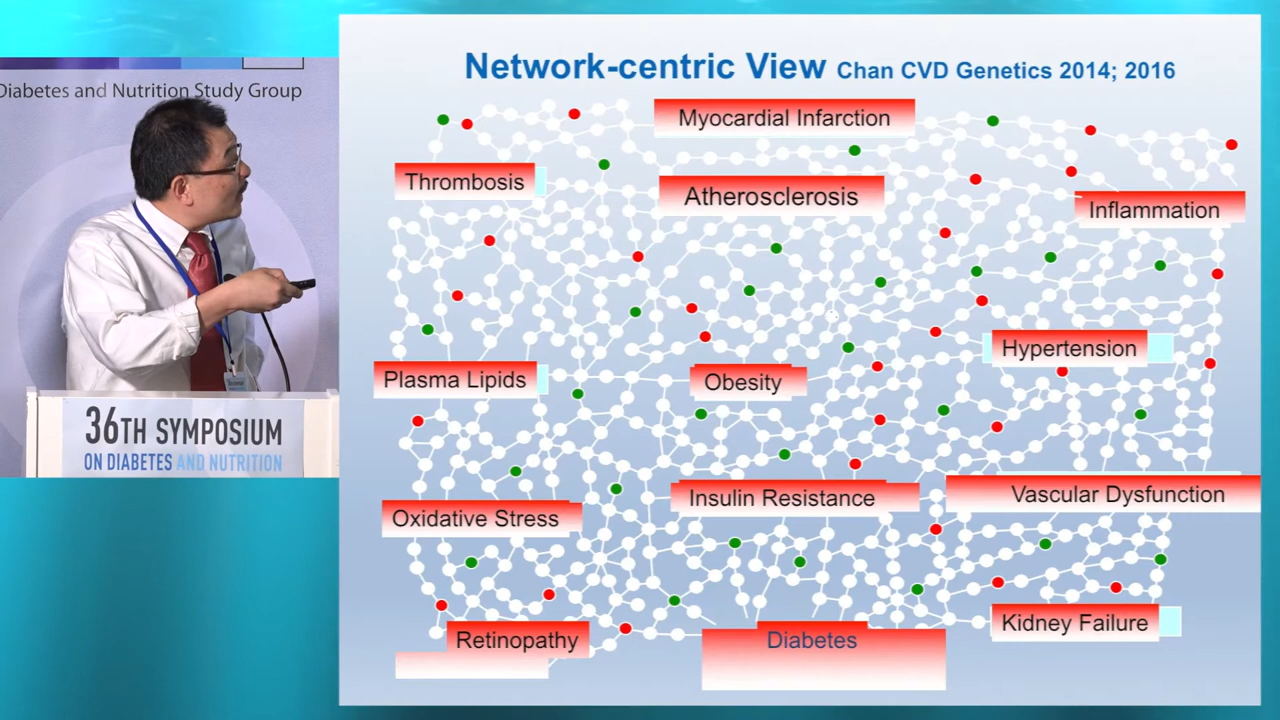 Diabetes and Nutrition Study Group
36TH SYMPOSIUM
ON DIABETES AND NUTRITION
Network-centric View Chan CVD Genetics 2014; 2016
Myocardial Infarction
Thrombosis
Atherosclerosis
Inflammation
Hypertension
Plasma Lipids
Obesity
Insulin Resistance
Vascular Dysfunction
Oxidative Stress
Kidney Failure
Retinopathy
Diabetes